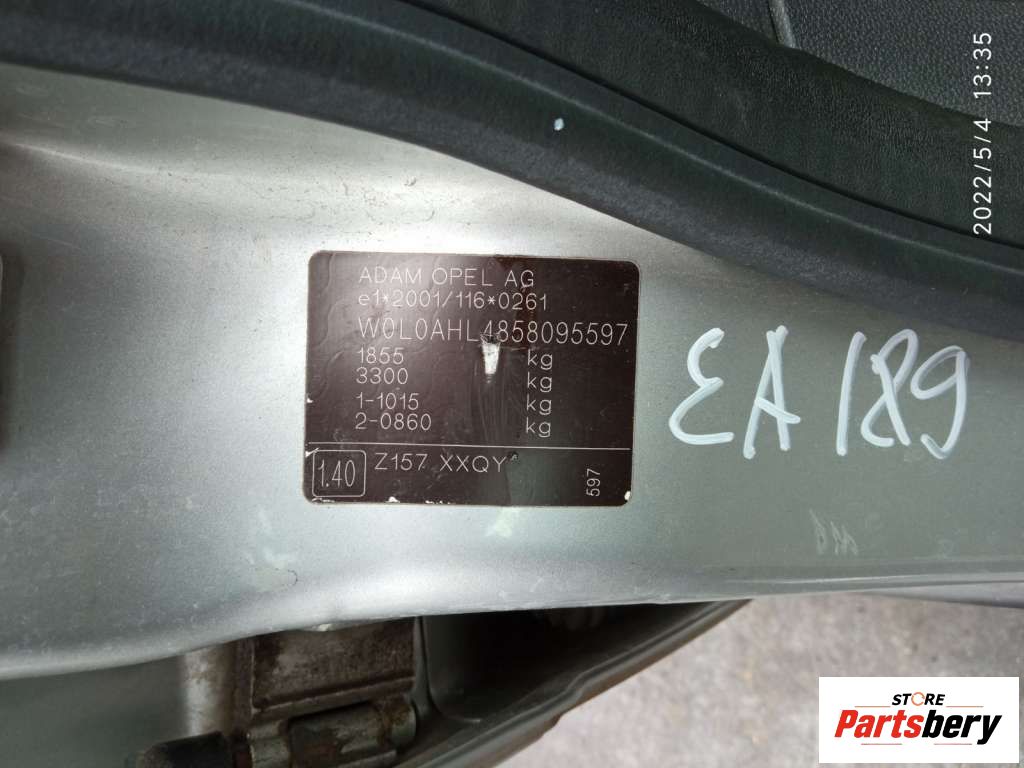 2022/5/4 13:35
ADAM OPEL AG
e1*2001/116*0261
W0L0AHL4858095597
1855 kg
3300 kg
1-1015 kg
2-0860 kg
1.40
Z157 XXQY
597
EA 189
STORE
Partsbery